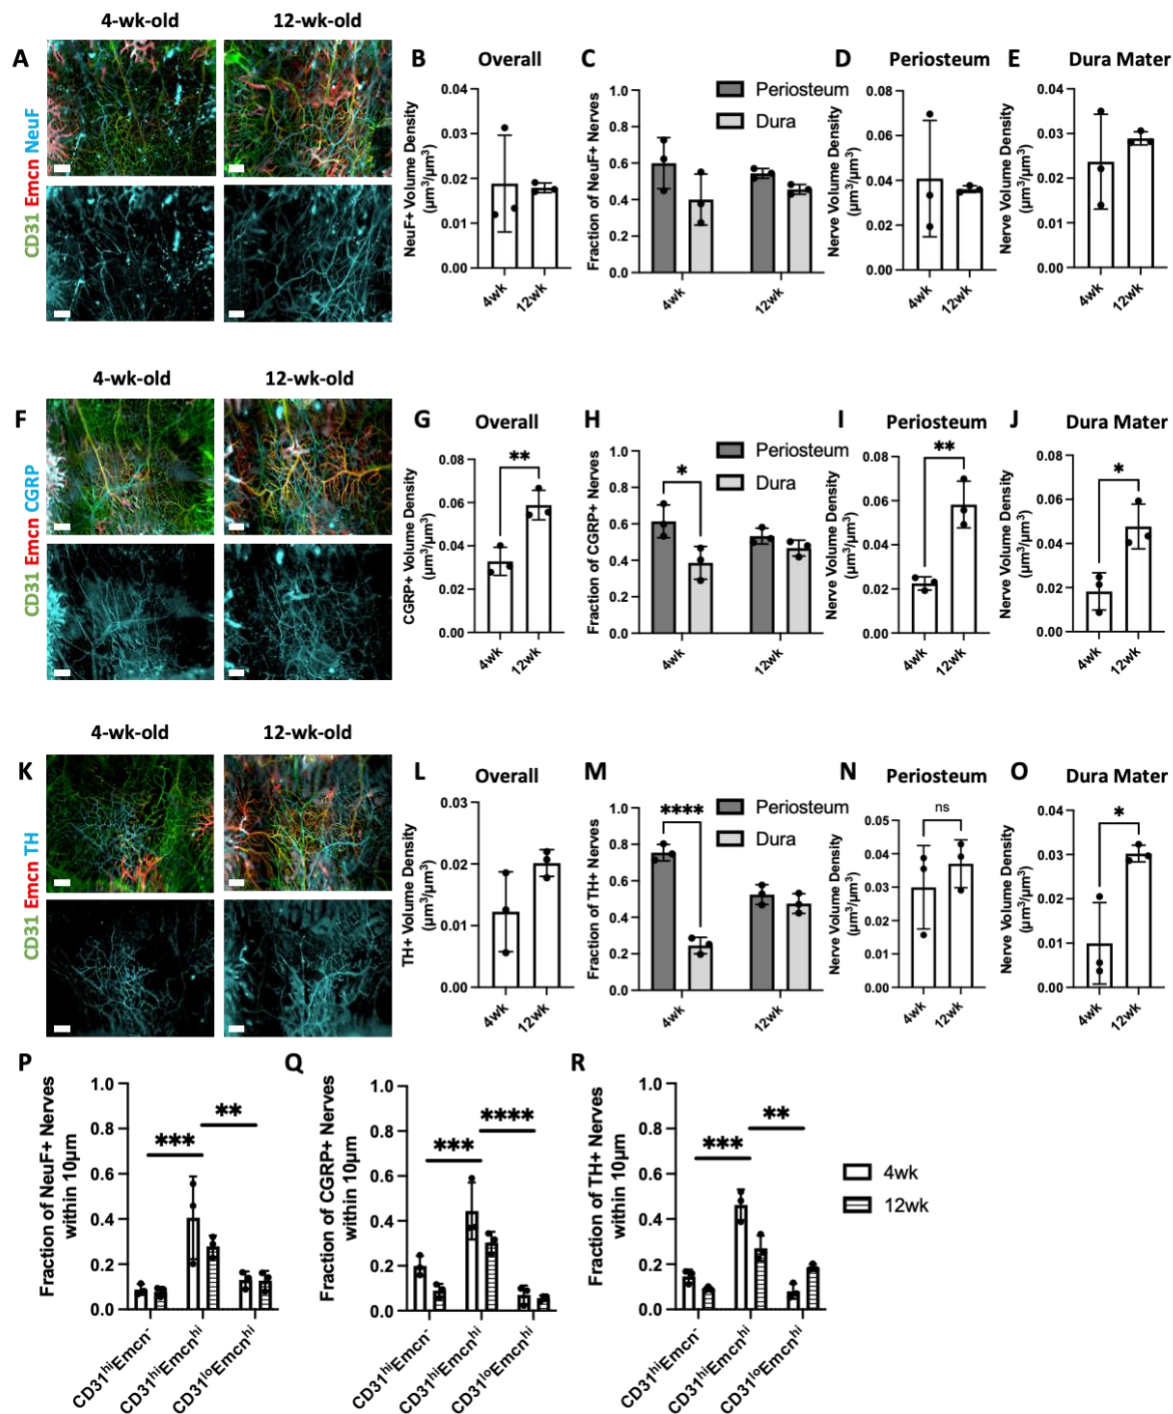 4-wk-old
12-wk-old
A
CD31 Emcn NeuF
B
Overall
NeuF+ Volume Density
(µm³/µm³)
0.04
0.03
0.02
0.01
0.00
4wk
12wk
C
Periosteum
Dura
Fraction of NeuF+ Nerves
1.0
0.8
0.6
0.4
0.2
0.0
4wk
12wk
D
Periosteum
Nerve Volume Density
(µm³/µm³)
0.08
0.06
0.04
0.02
0.00
4wk
12wk
E
Dura Mater
Nerve Volume Density
(µm³/µm³)
0.04
0.03
0.02
0.01
0.00
4wk
12wk
4-wk-old
12-wk-old
F
CD31 Emcn CGRP
G
Overall
**
CGRP+ Volume Density
(µm³/µm³)
0.08
0.06
0.04
0.02
0.00
4wk
12wk
H
Periosteum
Dura
*
Fraction of CGRP+ Nerves
1.0
0.8
0.6
0.4
0.2
0.0
4wk
12wk
I
Periosteum
**
Nerve Volume Density
(µm³/µm³)
0.08
0.06
0.04
0.02
0.00
4wk
12wk
J
Dura Mater
*
Nerve Volume Density
(µm³/µm³)
0.08
0.06
0.04
0.02
0.00
4wk
12wk
4-wk-old
12-wk-old
K
CD31 Emcn TH
L
Overall
TH+ Volume Density
(µm³/µm³)
0.03
0.02
0.01
0.00
4wk
12wk
M
Periosteum
Dura
****
Fraction of TH+ Nerves
1.0
0.8
0.6
0.4
0.2
0.0
4wk
12wk
N
Periosteum
ns
Nerve Volume Density
(µm³/µm³)
0.05
0.04
0.03
0.02
0.01
0.00
4wk
12wk
O
Dura Mater
*
Nerve Volume Density
(µm³/µm³)
0.04
0.03
0.02
0.01
0.00
4wk
12wk
P
Fraction of NeuF+ Nerves
within 10µm
1.0
0.8
0.6
0.4
0.2
0.0
***
**
CD31ʰⁱEmcn⁻
CD31ʰⁱEmcnʰⁱ
CD31ˡᵒEmcnʰⁱ
Q
Fraction of CGRP+ Nerves
within 10µm
1.0
0.8
0.6
0.4
0.2
0.0
***
****
CD31ʰⁱEmcn⁻
CD31ʰⁱEmcnʰⁱ
CD31ˡᵒEmcnʰⁱ
R
Fraction of TH+ Nerves
within 10µm
1.0
0.8
0.6
0.4
0.2
0.0
***
**
CD31ʰⁱEmcn⁻
CD31ʰⁱEmcnʰⁱ
CD31ˡᵒEmcnʰⁱ
4wk
12wk